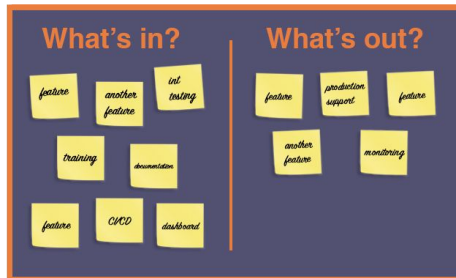 What's in?
What's out?
feature
another
feature
int
testing
training
documentation
feature
CI/CD
dashboard
feature
production
support
feature
another
feature
monitoring